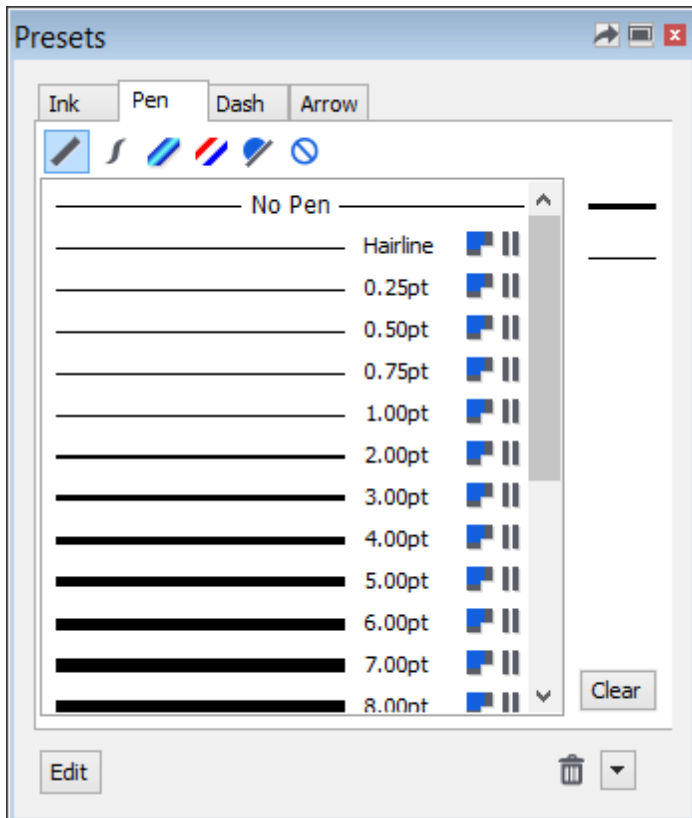 Presets
Ink Pen Dash Arrow
No Pen
Hairline
0.25pt
0.50pt
0.75pt
1.00pt
2.00pt
3.00pt
4.00pt
5.00pt
6.00pt
7.00pt
8.00pt
Clear
Edit